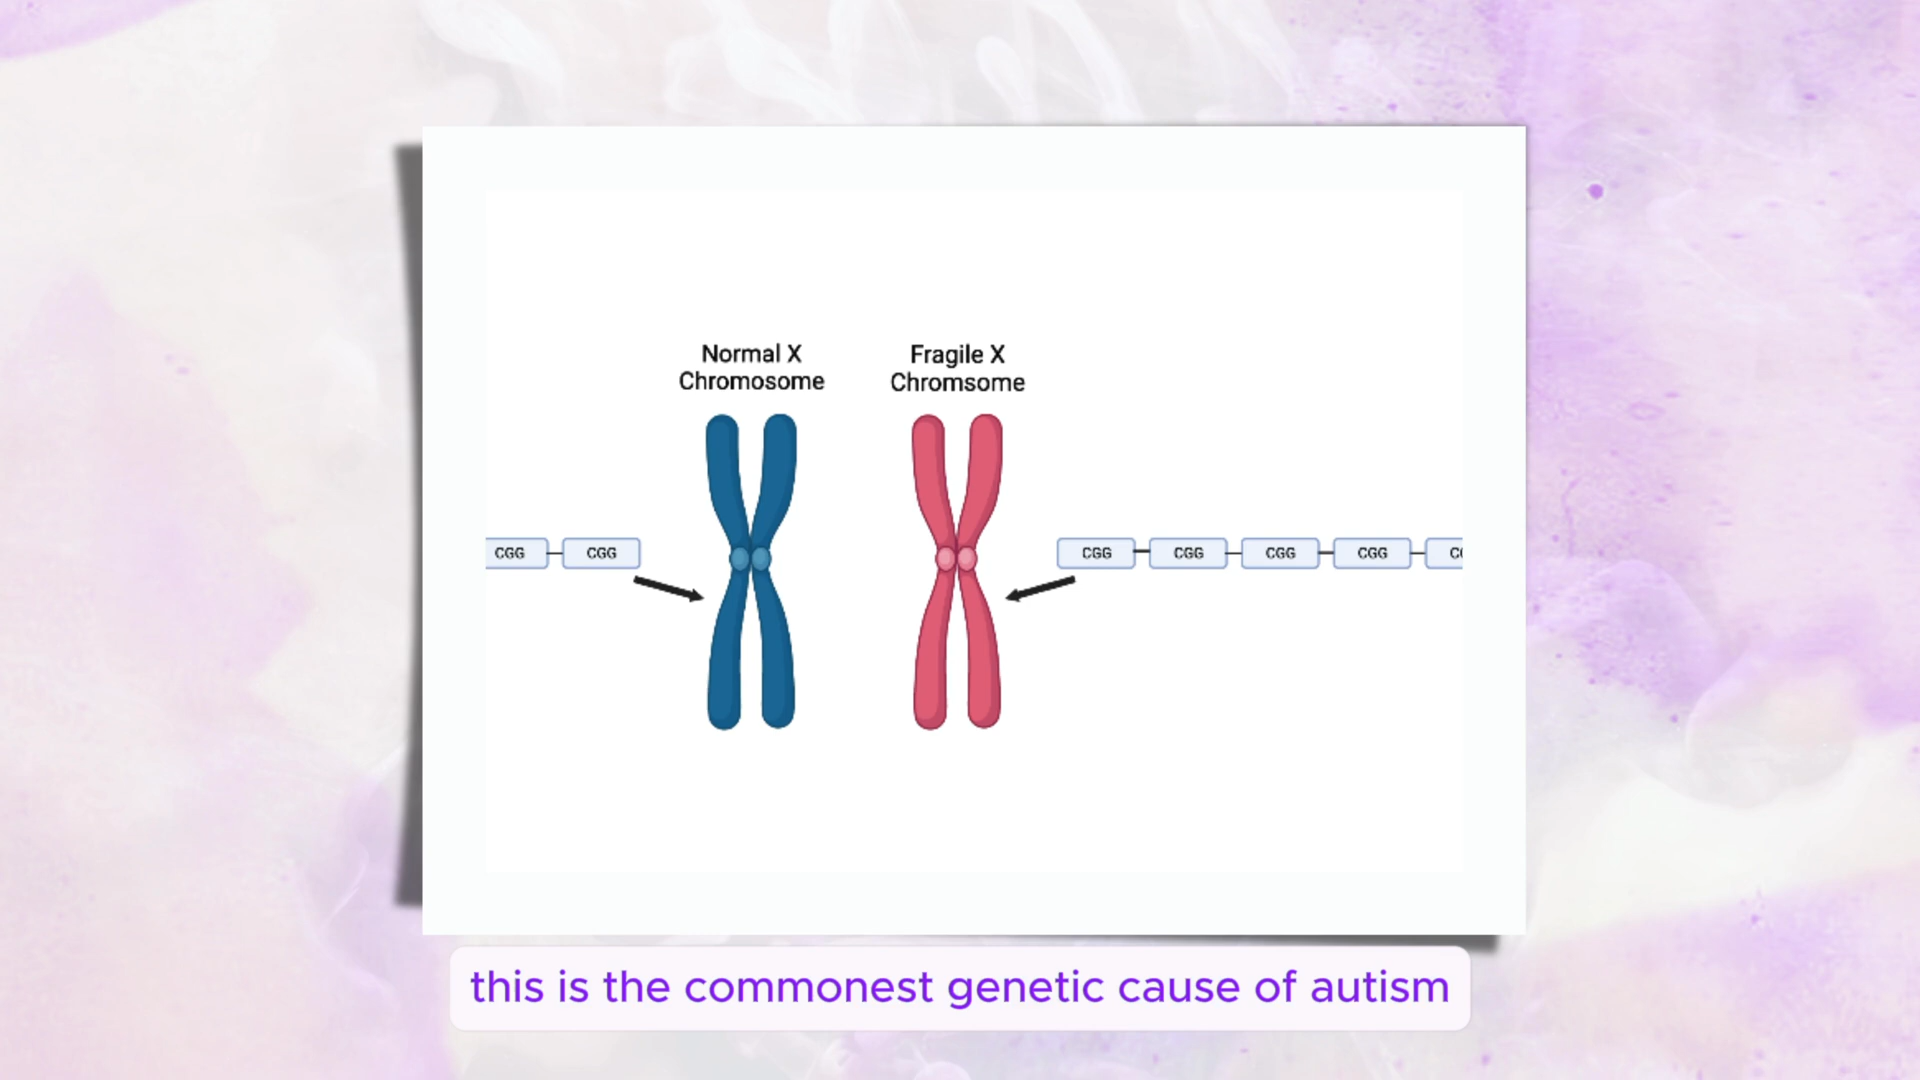 Normal X
Chromosome
Fragile X
Chromsome
CGG CGG
CGG CGG CGG CGG
this is the commonest genetic cause of autism